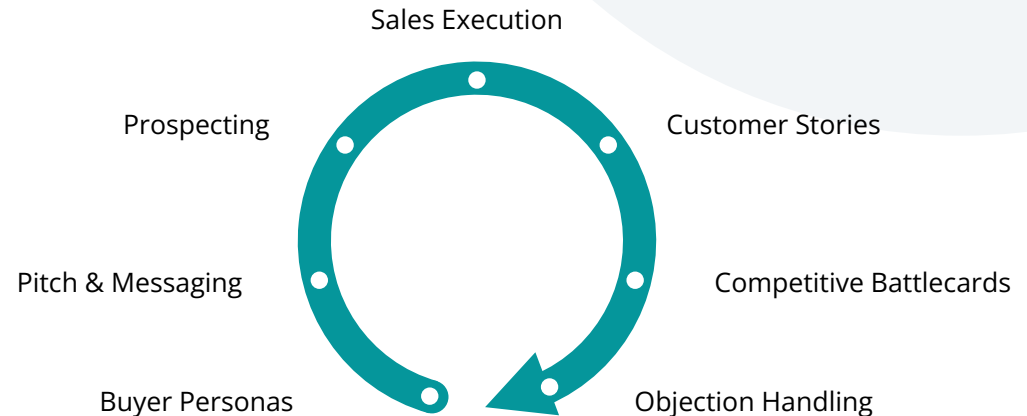 Sales Execution
Prospecting
Customer Stories
Pitch & Messaging
Competitive Battlecards
Buyer Personas
Objection Handling